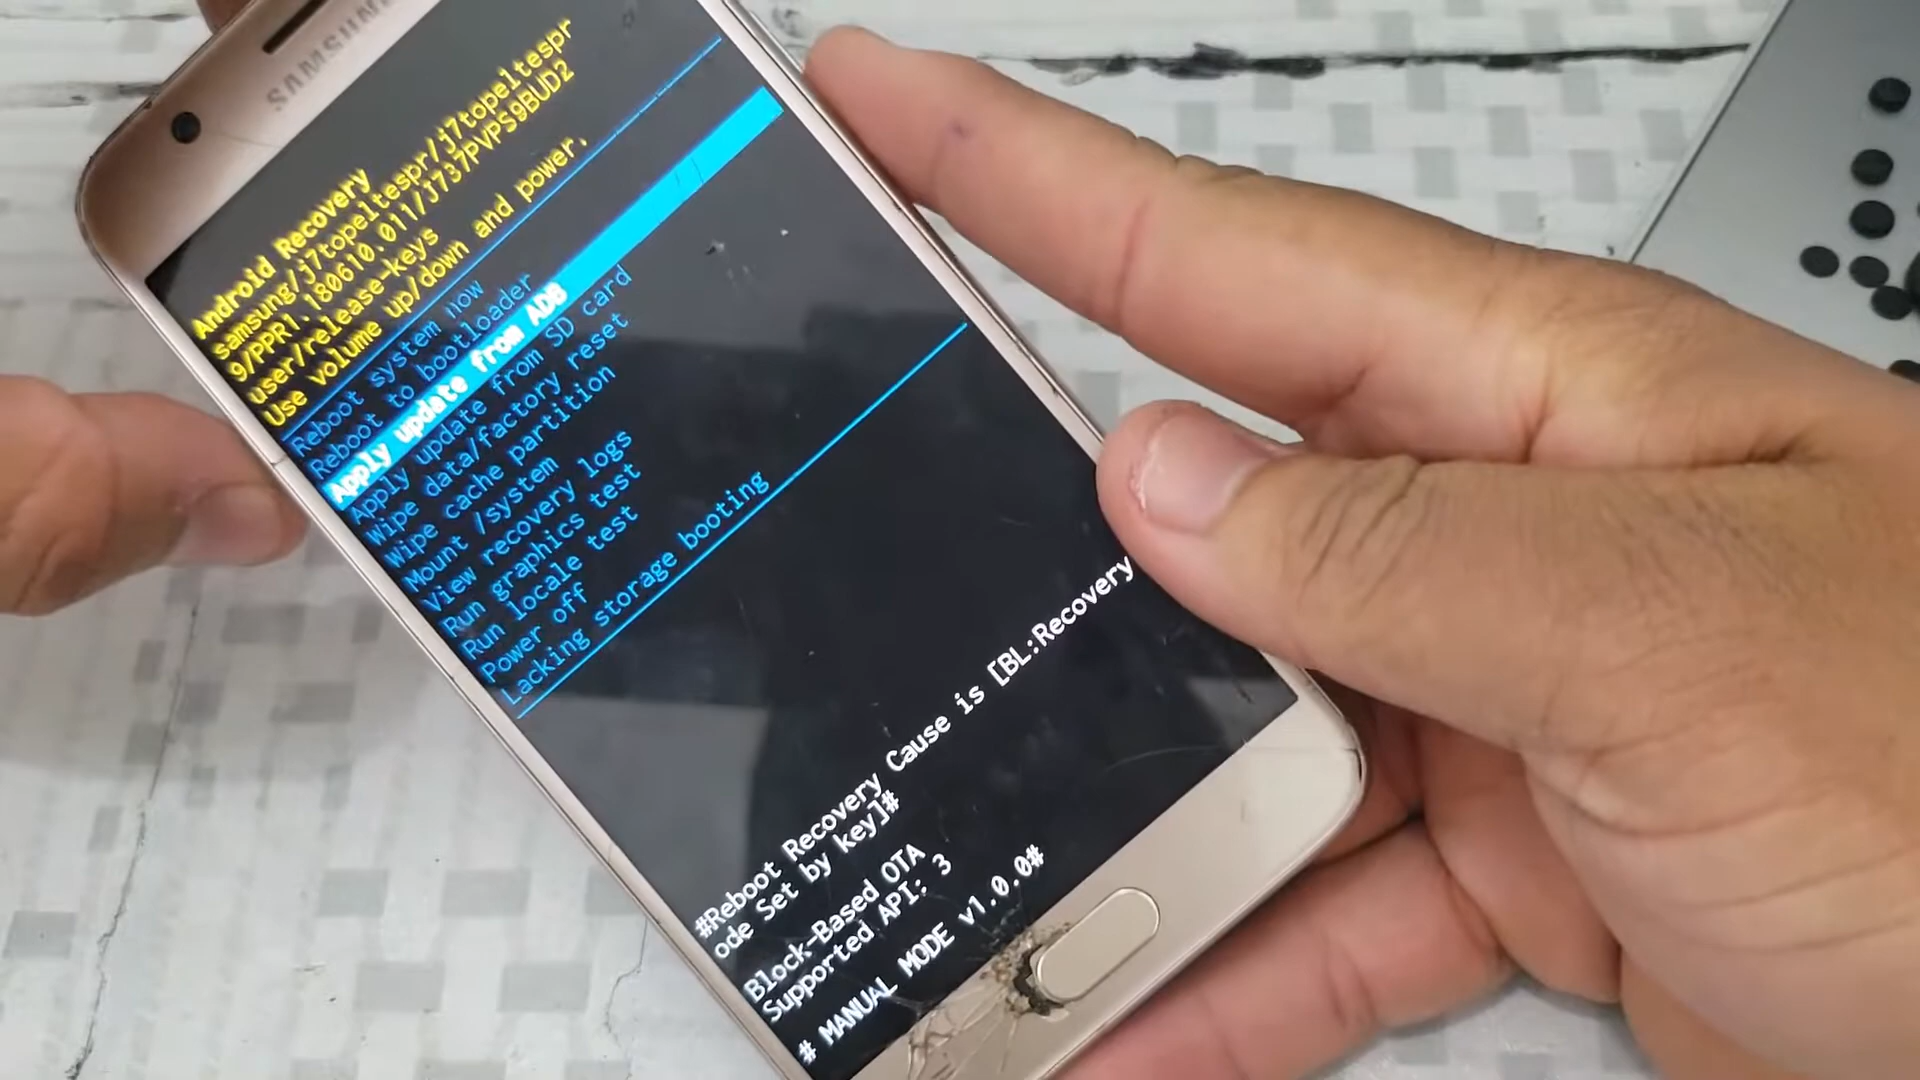 SAMSUNG
Android Recovery
samsung/j7topeltespr/j7topeltespr
9/PPR1.180610.011/J737PVPS9BUD2
user/release-keys
Use volume up/down and power.
Reboot system now
Reboot to bootloader
Apply update from ADB
Apply update from SD card
Wipe data/factory reset
Wipe cache partition
Mount /system
View recovery logs
Run graphics test
Run locale test
Power off
Lacking storage booting
#Reboot Recovery Cause is [BL:Recovery
ode Set by key]#
Block-Based OTA
Supported API: 3
# MANUAL MODE v1.0.0#